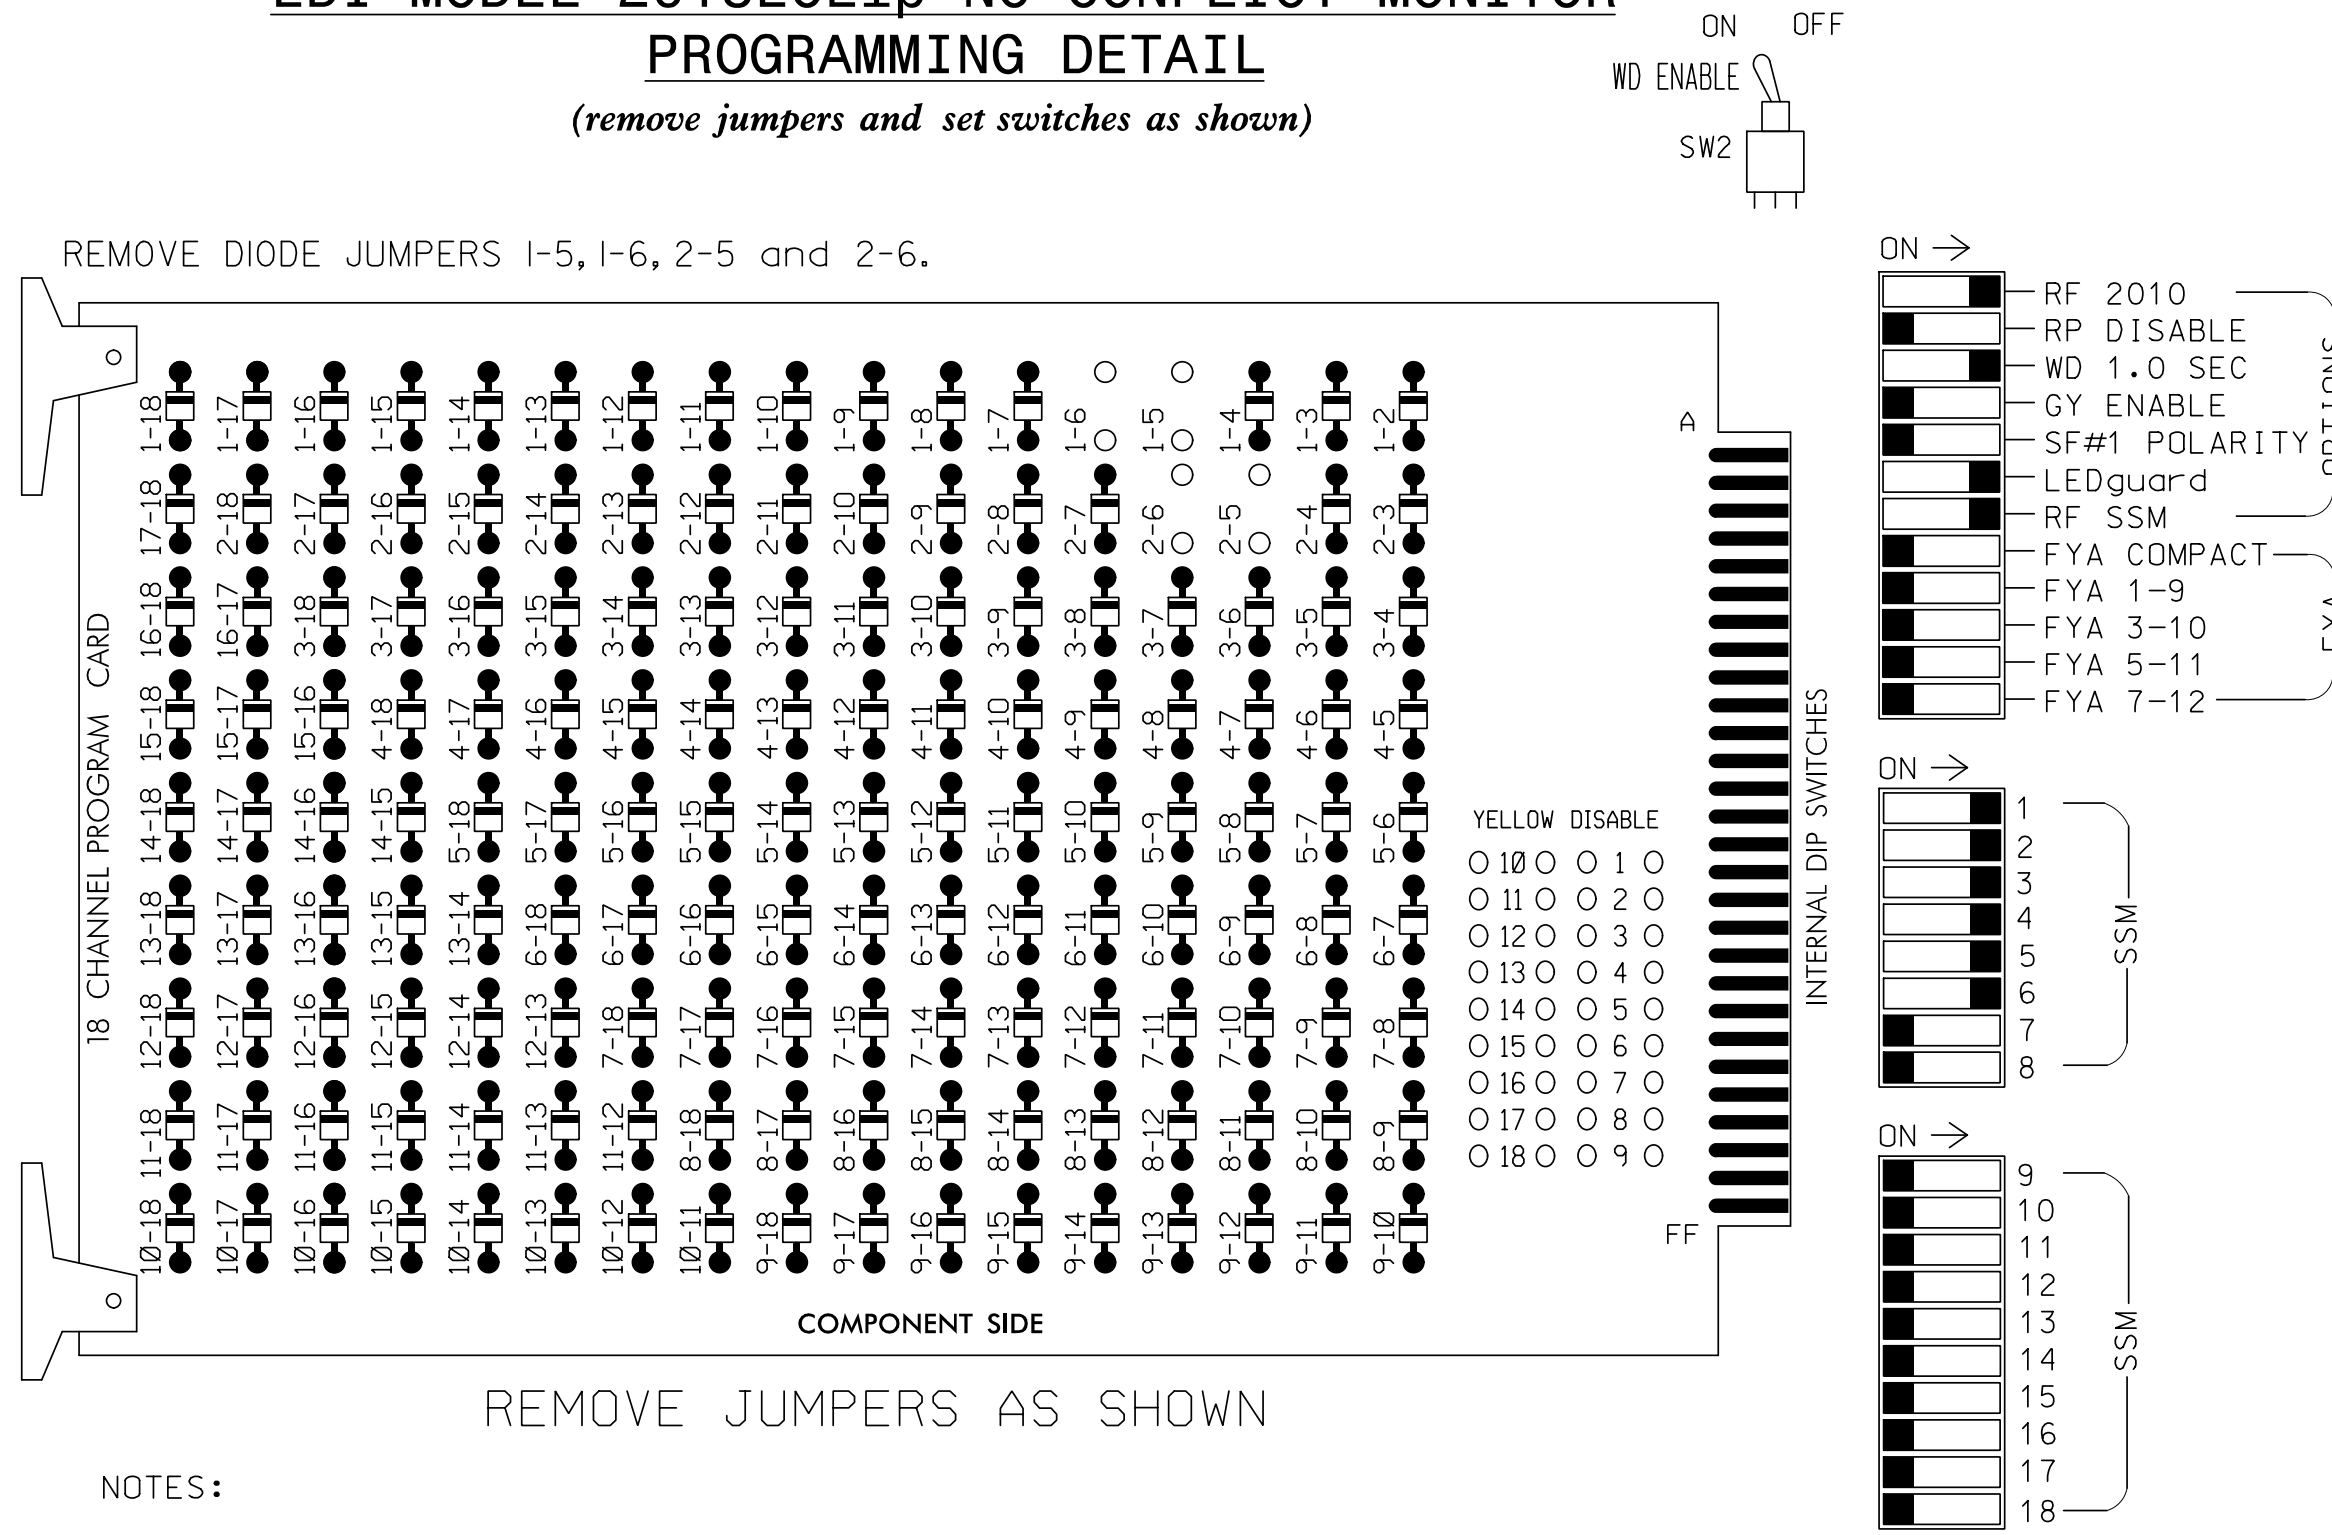 PROGRAMMING DETAIL
(remove jumpers and set switches as shown)
ON OFF
WD ENABLE
SW2
REMOVE DIODE JUMPERS 1-5, 1-6, 2-5 and 2-6.
18 CHANNEL PROGRAM CARD
1-18 1-17 1-16 1-15 1-14 1-13 1-12 1-11 1-10 1-9 1-8 1-7 1-6 1-5 1-4 1-3 1-2
17-18 2-18 2-17 2-16 2-15 2-14 2-13 2-12 2-11 2-10 2-9 2-8 2-7 2-6 2-5 2-4 2-3
16-18 16-17 3-18 3-17 3-16 3-15 3-14 3-13 3-12 3-11 3-10 3-9 3-8 3-7 3-6 3-5 3-4
15-18 15-17 15-16 4-18 4-17 4-16 4-15 4-14 4-13 4-12 4-11 4-10 4-9 4-8 4-7 4-6 4-5
14-18 14-17 14-16 14-15 5-18 5-17 5-16 5-15 5-14 5-13 5-12 5-11 5-10 5-9 5-8 5-7 5-6
13-18 13-17 13-16 13-15 13-14 6-18 6-17 6-16 6-15 6-14 6-13 6-12 6-11 6-10 6-9 6-8 6-7
12-18 12-17 12-16 12-15 12-14 12-13 7-18 7-17 7-16 7-15 7-14 7-13 7-12 7-11 7-10 7-9 7-8
11-18 11-17 11-16 11-15 11-14 11-13 11-12 8-18 8-17 8-16 8-15 8-14 8-13 8-12 8-11 8-10 8-9
10-18 10-17 10-16 10-15 10-14 10-13 10-12 10-11 9-18 9-17 9-16 9-15 9-14 9-13 9-12 9-11 9-10
A
YELLOW DISABLE
10 1
11 2
12 3
13 4
14 5
15 6
16 7
17 8
18 9
FF
COMPONENT SIDE
INTERNAL DIP SWITCHES
REMOVE JUMPERS AS SHOWN
NOTES:
ON →
RF 2010
RP DISABLE
WD 1.0 SEC
GY ENABLE
SF#1 POLARITY
LEDguard
RF SSM
FYA COMPACT
FYA 1-9
FYA 3-10
FYA 5-11
FYA 7-12
ON →
1
2
3
4
5
6
7
8
SSM
ON →
9
10
11
12
13
14
15
16
17
18
SSM